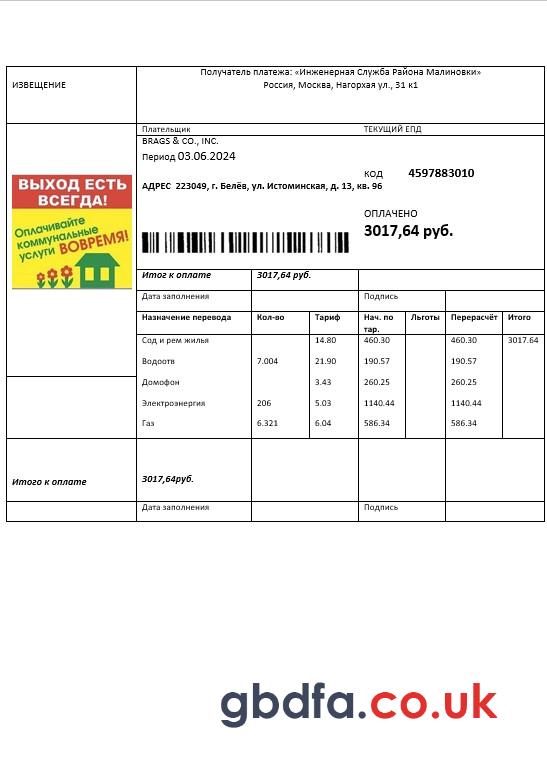 Получатель платежа: «Инженерная Служба Района Малиновки»
ИЗВЕЩЕНИЕ
Россия, Москва, Нагорхая ул., 31 к1
Плательщик ТЕКУЩИЙ ЕПД
BRAGS & CO., INC.
Период 03.06.2024
КОД 4597883010
АДРЕС 223049, г. Белёв, ул. Истоминская, д. 13, кв. 96
ВЫХОД ЕСТЬ
ВСЕГДА!
Оплачивайте
коммунальные
услуги ВОВРЕМЯ!
ОПЛАЧЕНО
3017,64 руб.
Итог к оплате 3017,64 руб.
Дата заполнения Подпись
Назначение перевода Кол-во Тариф Нач. по тар. Льготы Перерасчёт Итого
Сод и рем жилья 14.80 460.30 460.30 3017.64
Водоотв 7.004 21.90 190.57 190.57
Домофон 3.43 260.25 260.25
Электроэнергия 206 5.03 1140.44 1140.44
Газ 6.321 6.04 586.34 586.34
Итого к оплате 3017,64руб.
Дата заполнения Подпись
gbdfa.co.uk